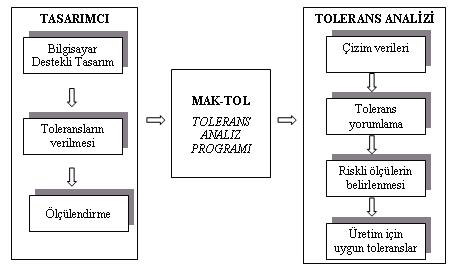 TASARIMCI
Bilgisayar
Destekli Tasarım
Toleransların
verilmesi
Ölçülendirme
MAK-TOL
TOLERANS
ANALIZ
PROGRAMI
TOLERANS ANALİZİ
Çizim verileri
Tolerans
yorumlama
Riskli ölçülerin
belirlenmesi
Üretim için
uygun toleranslar